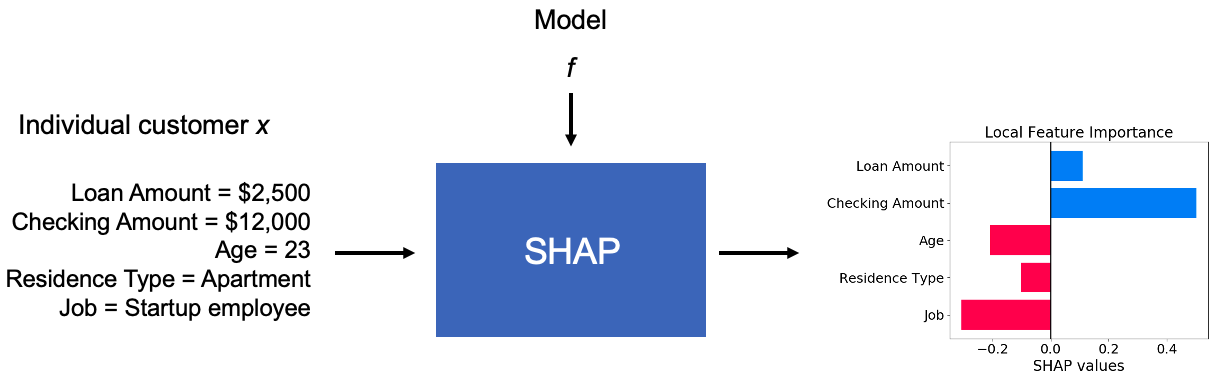 Model
f
Individual customer x
Loan Amount = $2,500
Checking Amount = $12,000
Age = 23
Residence Type = Apartment
Job = Startup employee
SHAP
Local Feature Importance
Loan Amount
Checking Amount
Age
Residence Type
Job
−0.2 0.0 0.2 0.4
SHAP values